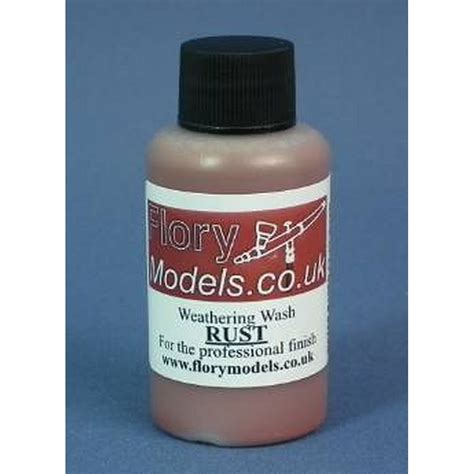 Flory
Models.co.uk
Weathering Wash
RUST
For the professional finish
www.florymodels.co.uk